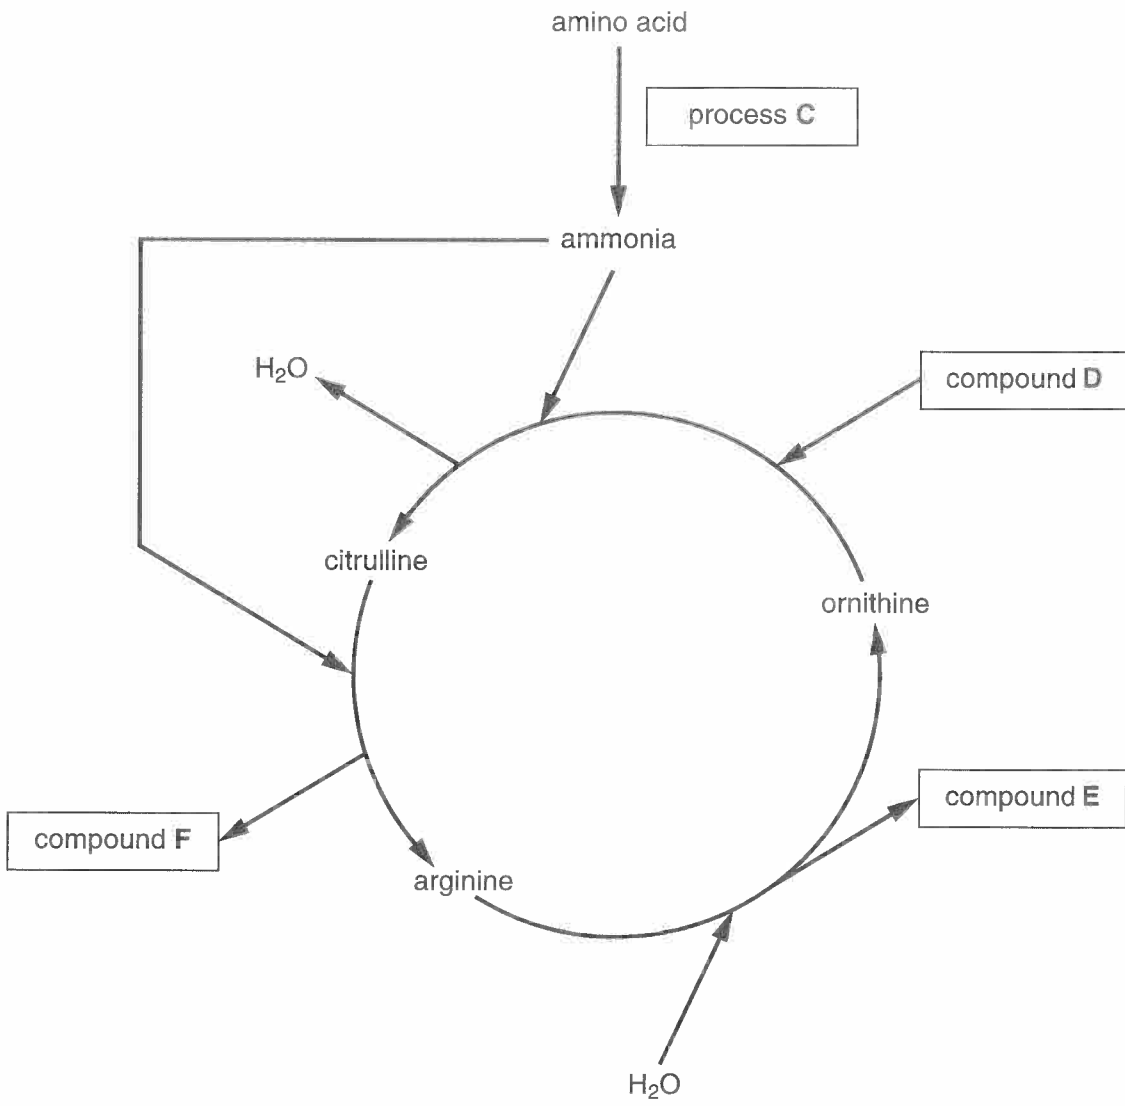 amino acid
process C
ammonia
H₂O
compound D
citrulline
ornithine
compound E
compound F
arginine
H₂O